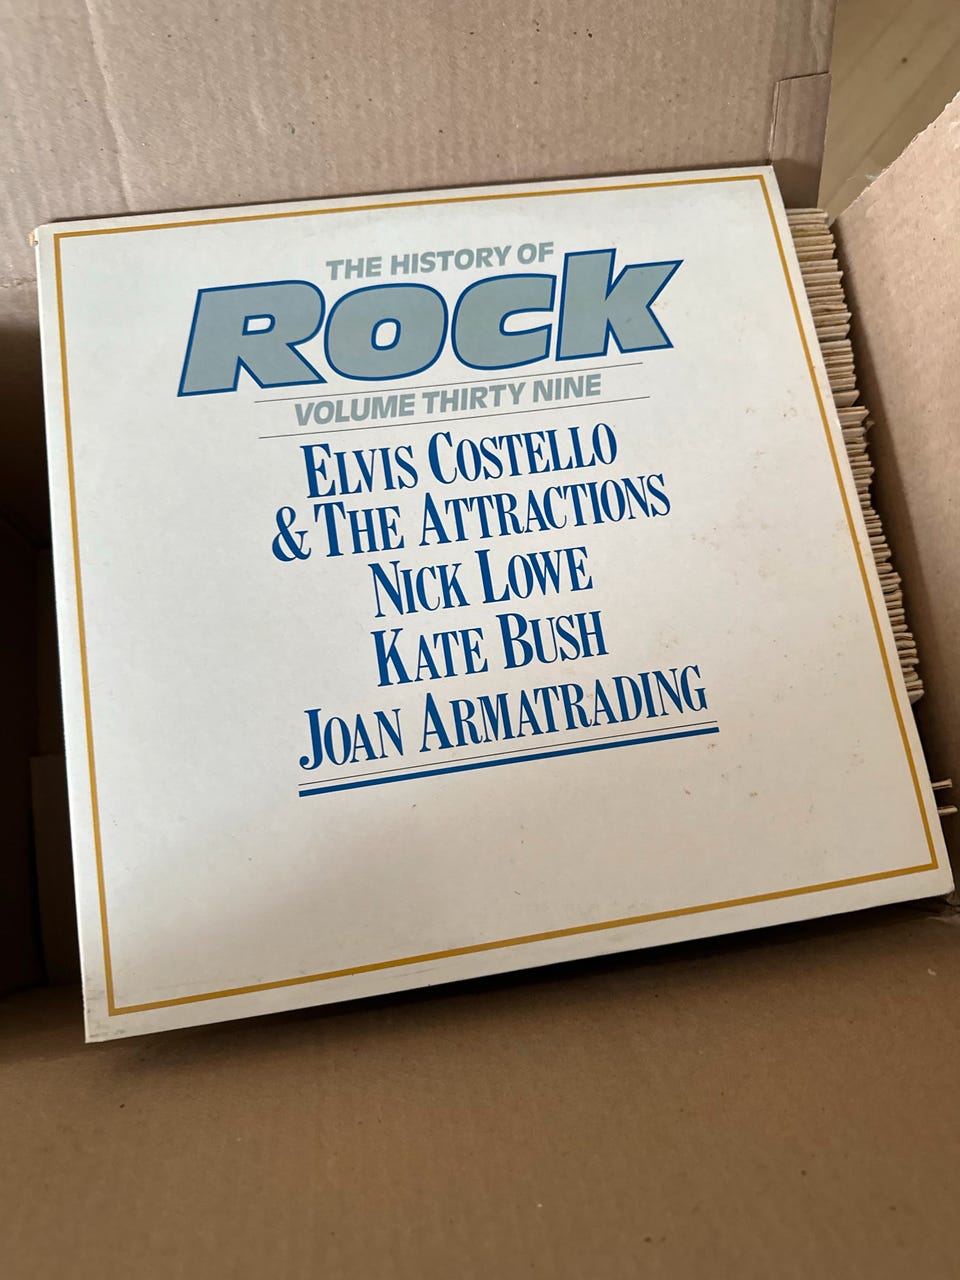 THE HISTORY OF
ROCK
VOLUME THIRTY NINE
ELVIS COSTELLO
& THE ATTRACTIONS
NICK LOWE
KATE BUSH
JOAN ARMATRADING